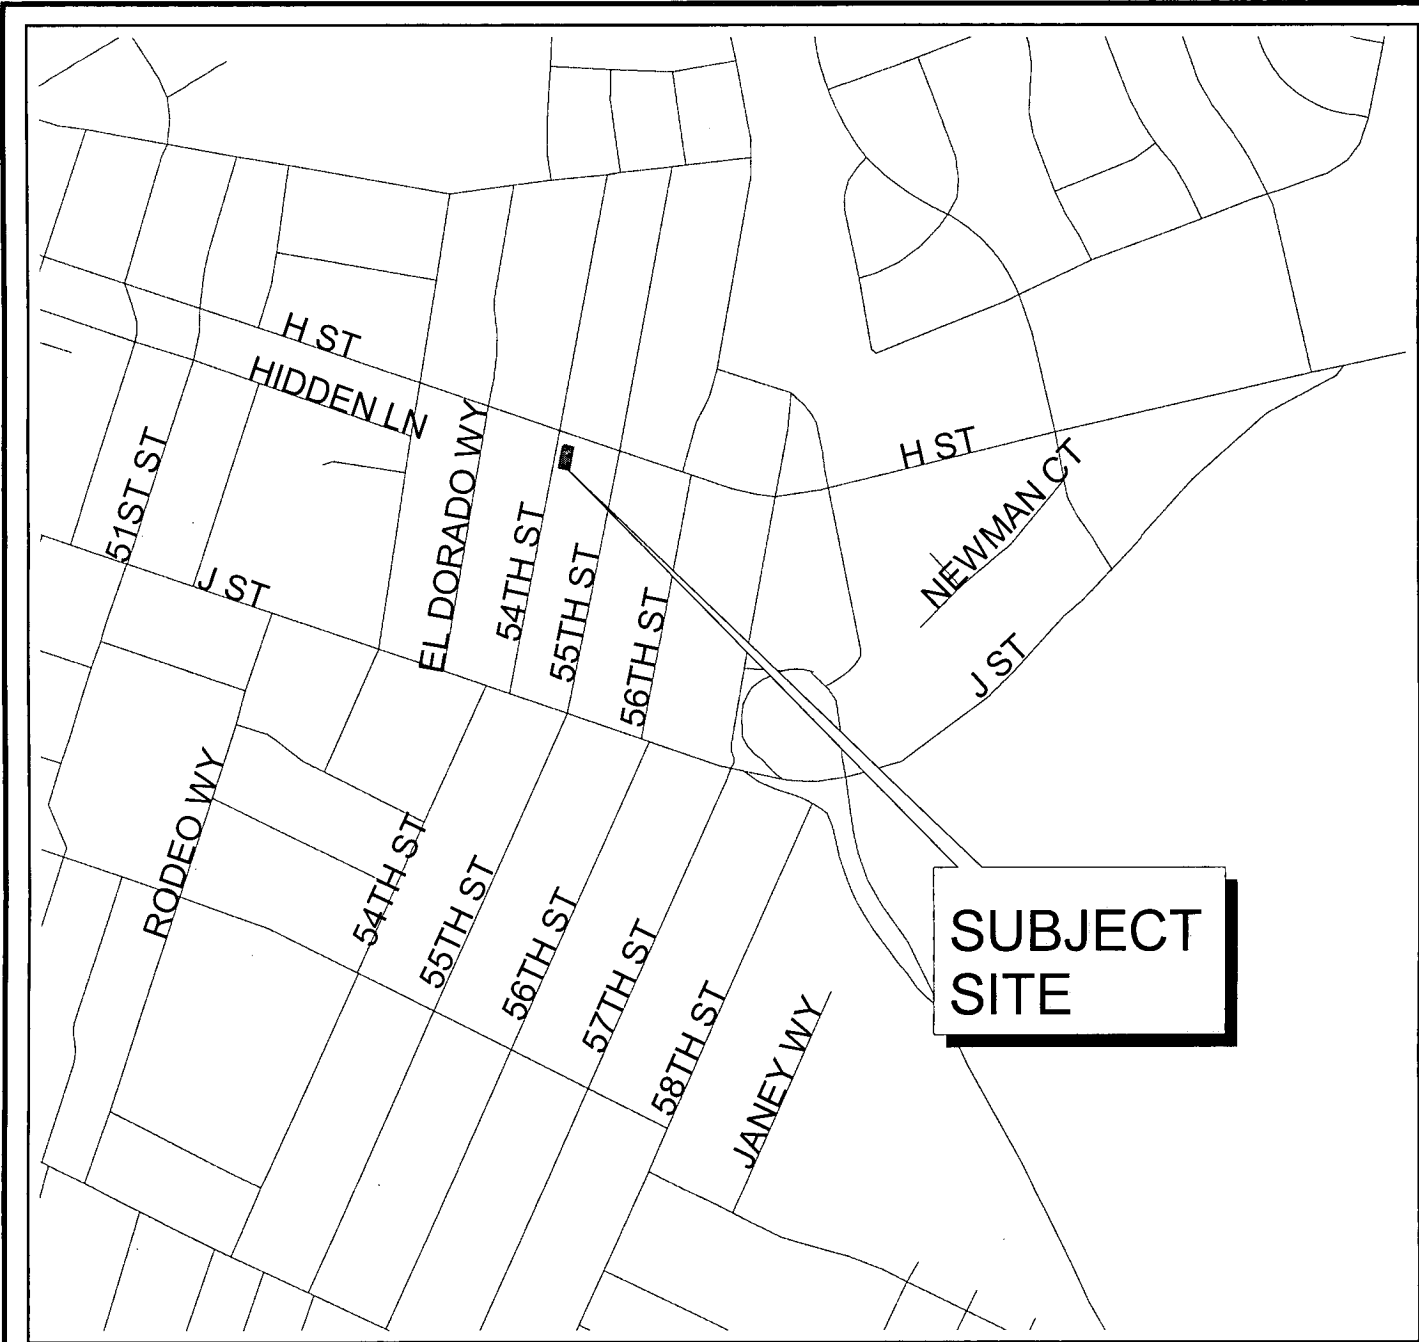 H ST
HIDDEN LN
H ST
51ST ST
EL DORADO WY
NEWMAN CT
54TH ST
55TH ST
J ST
56TH ST
J ST
RODEO WY
54TH ST
55TH ST
56TH ST
57TH ST
58TH ST
JANEY WY
SUBJECT
SITE